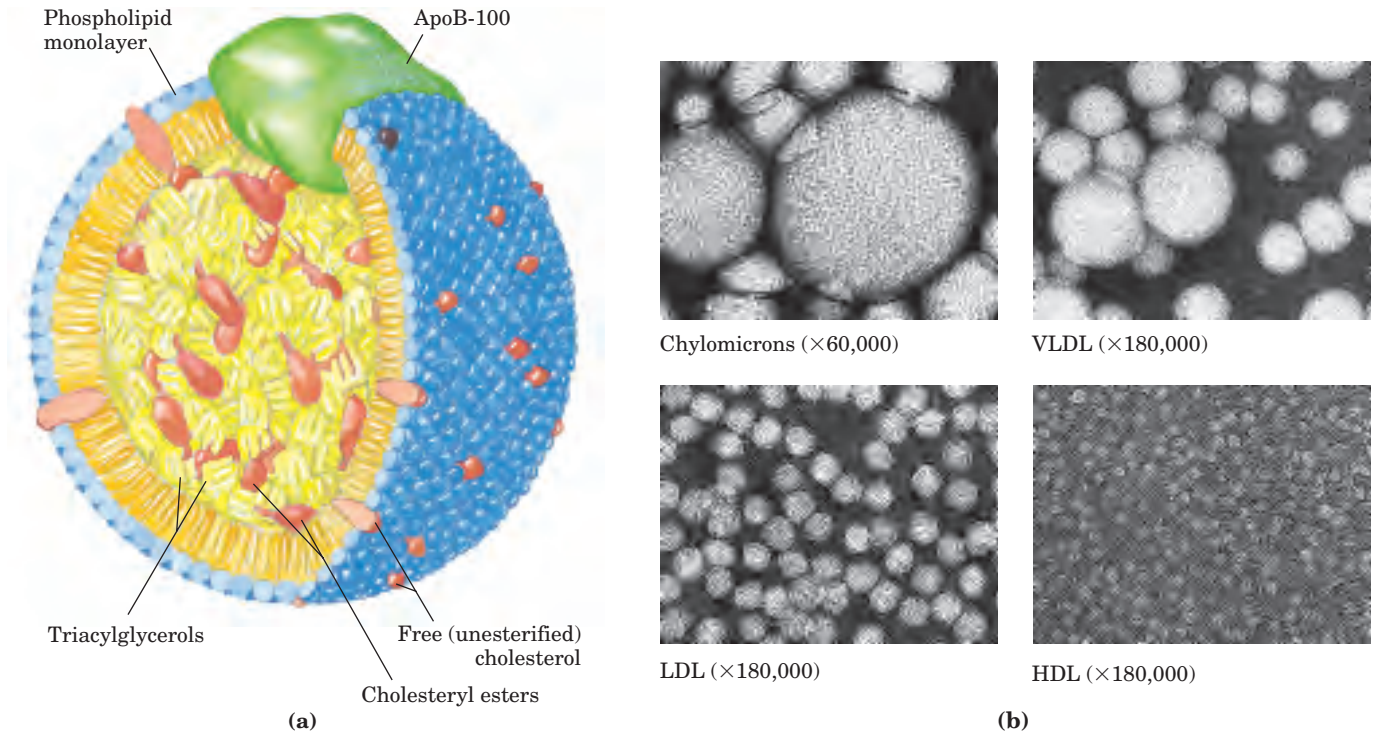 Phospholipid
monolayer
ApoB-100
Triacylglycerols
Free (unesterified)
cholesterol
Cholesteryl esters
(a)
Chylomicrons (×60,000)
VLDL (×180,000)
LDL (×180,000)
HDL (×180,000)
(b)